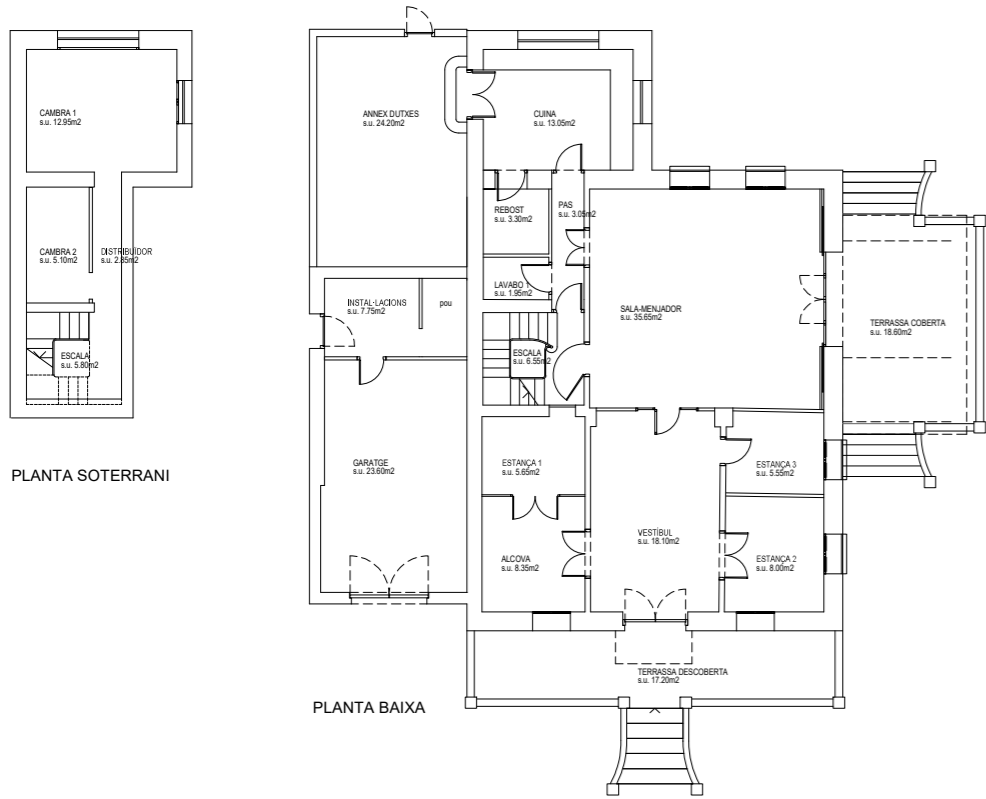 CAMBRA 1
s.u. 12.95m2
CAMBRA 2
s.u. 5.10m2
DISTRIBUÏDOR
s.u. 2.85m2
ESCALA
s.u. 5.80m2
PLANTA SOTERRANI
ANNEX DUTXES
s.u. 24.20m2
CUINA
s.u. 13.05m2
REBOST
s.u. 3.30m2
PAS
s.u. 3.05m2
LAVABO 1
s.u. 1.95m2
INSTAL·LACIONS
s.u. 7.75m2
pou
SALA-MENJADOR
s.u. 35.65m2
TERRASSA COBERTA
s.u. 18.60m2
ESCALA
s.u. 6.55m2
GARATGE
s.u. 23.60m2
ESTANÇA 1
s.u. 5.65m2
ESTANÇA 3
s.u. 5.55m2
VESTÍBUL
s.u. 18.10m2
ALCOVA
s.u. 8.35m2
ESTANÇA 2
s.u. 8.00m2
TERRASSA DESCOBERTA
s.u. 17.20m2
PLANTA BAIXA